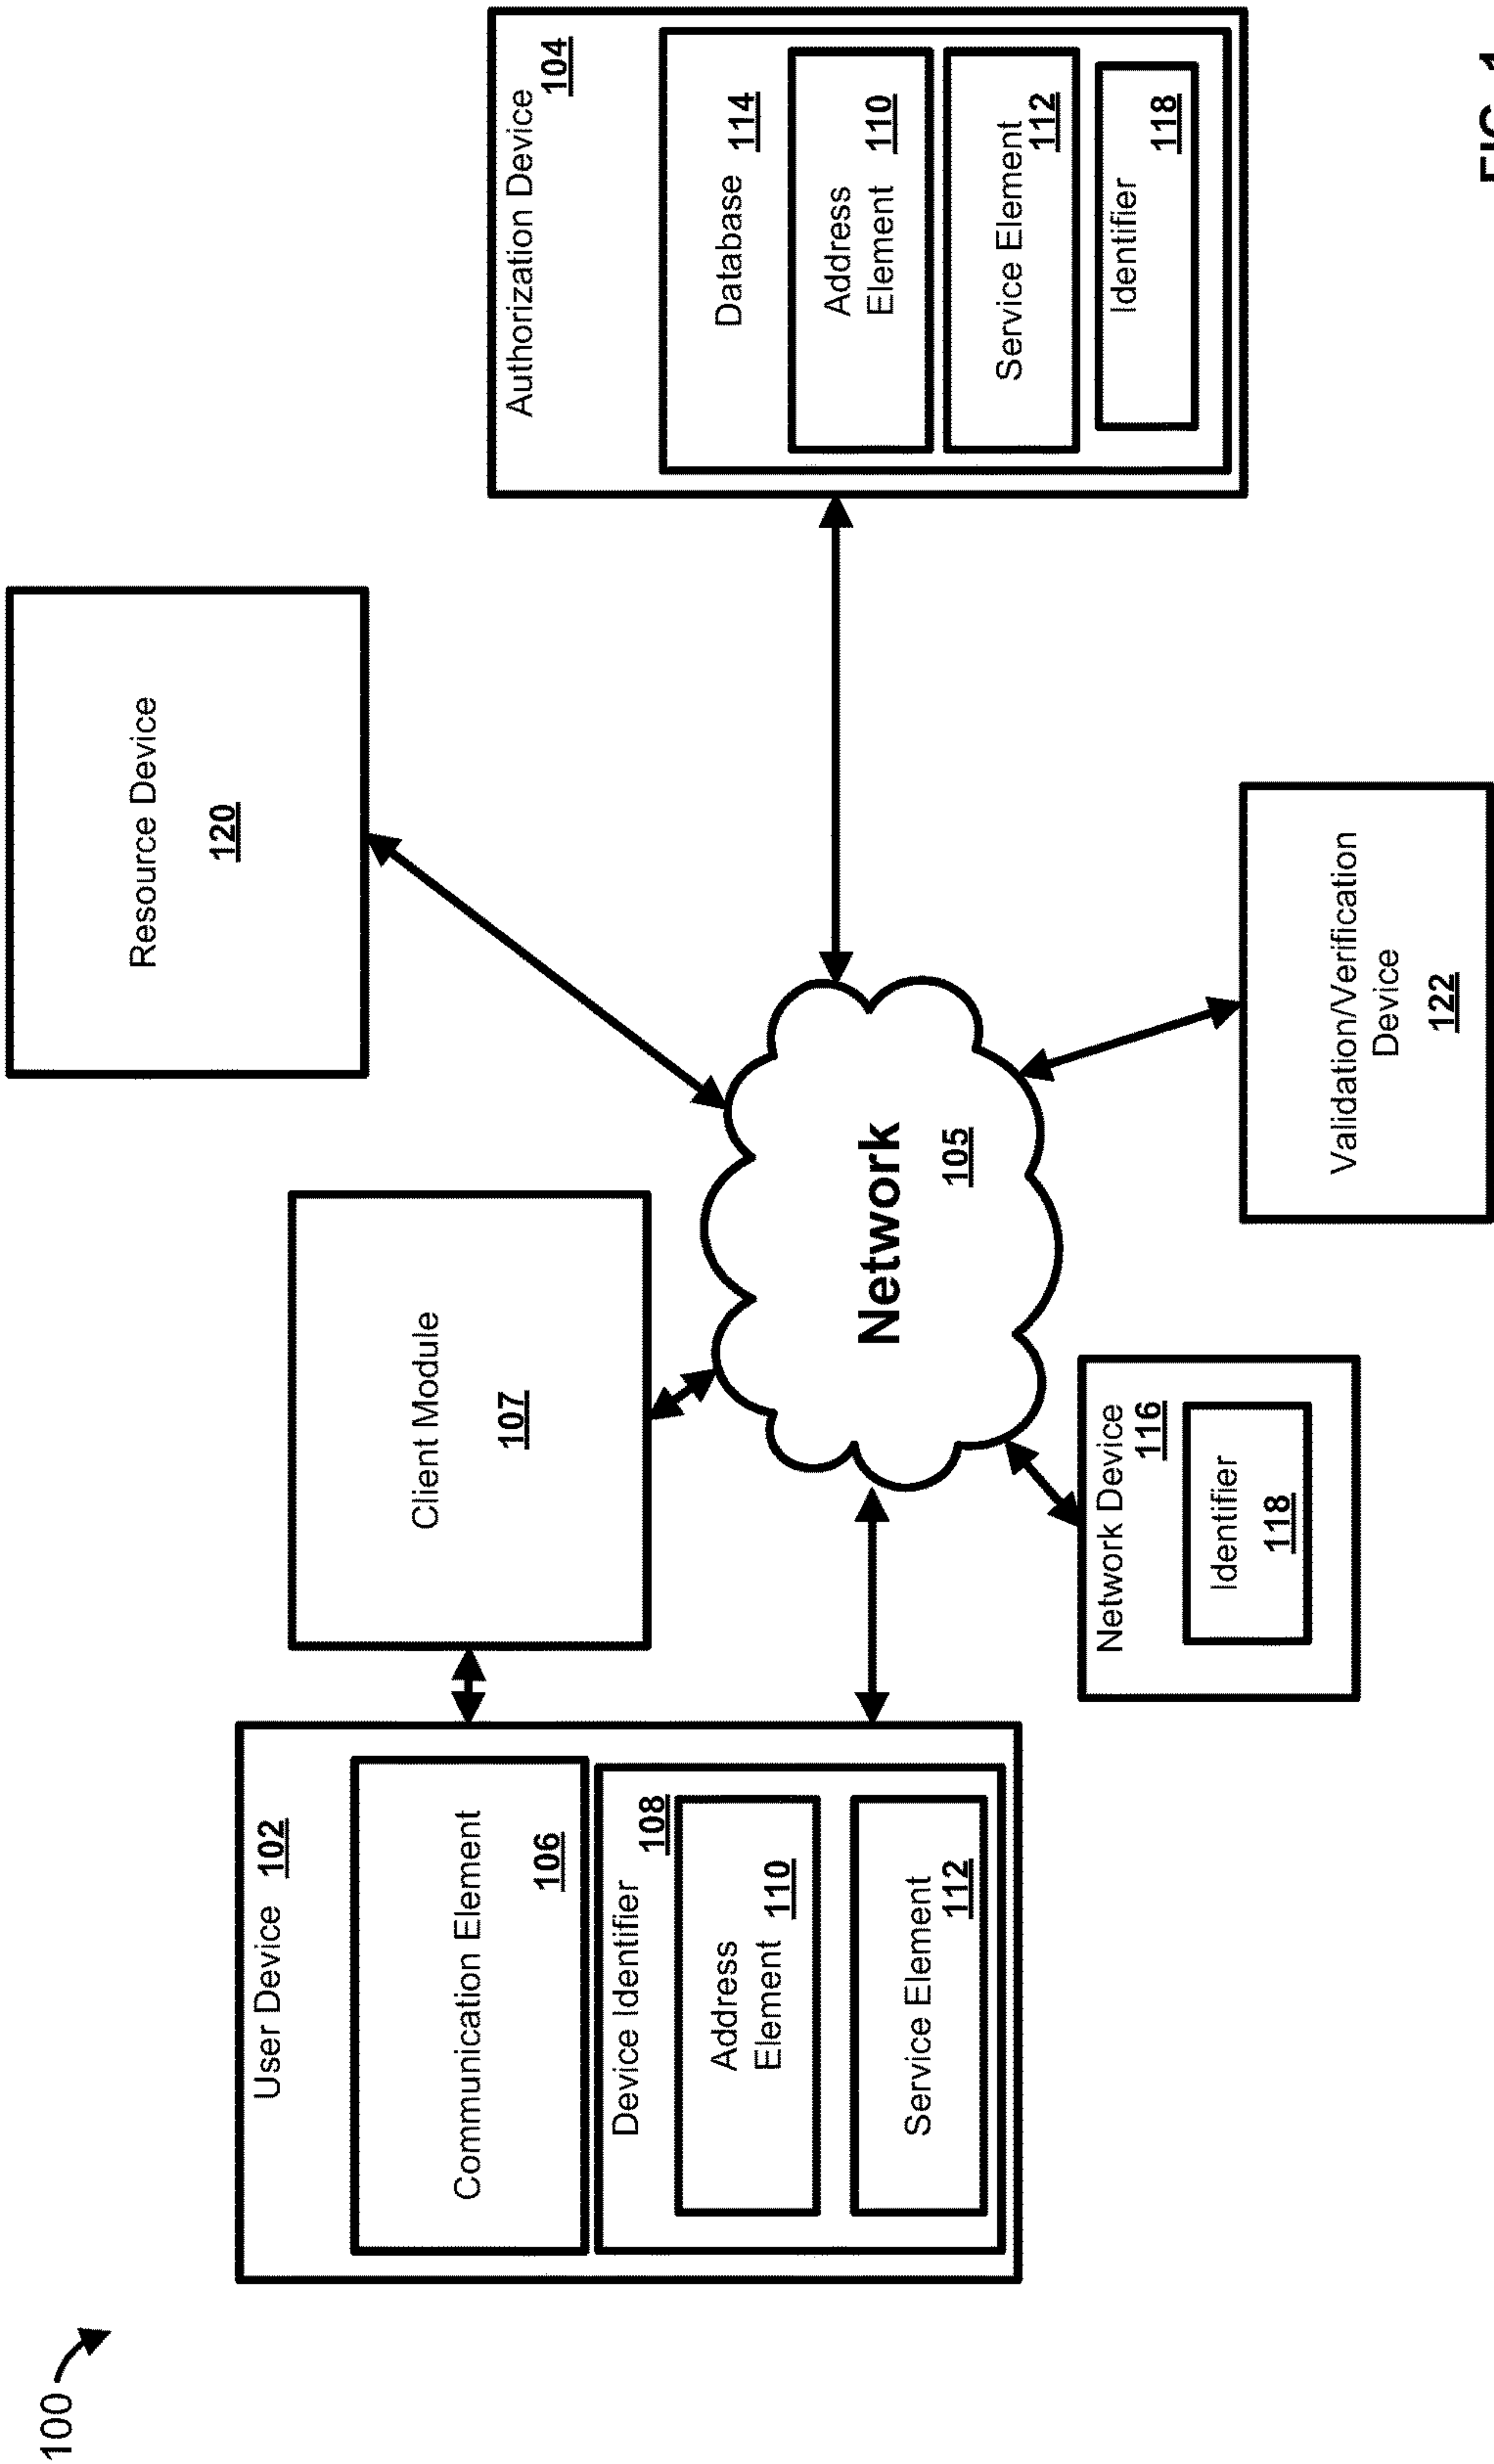 100
User Device 102
Communication Element
106
Device Identifier
108
Address
Element 110
Service Element
112
Client Module
107
Resource Device
120
Network
105
Network Device
116
Identifier
118
Validation/Verification
Device
122
Authorization Device
104
Database 114
Address
Element 110
Service Element
112
Identifier
118